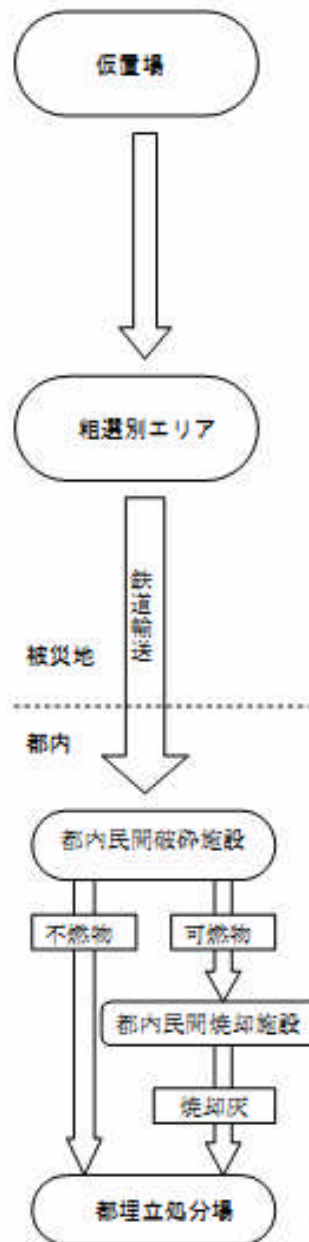 仮置場
粗選別エリア
鉄道輸送
被災地
都内
都内民間破砕施設
不燃物
可燃物
都内民間焼却施設
焼却灰
都埋立処分場